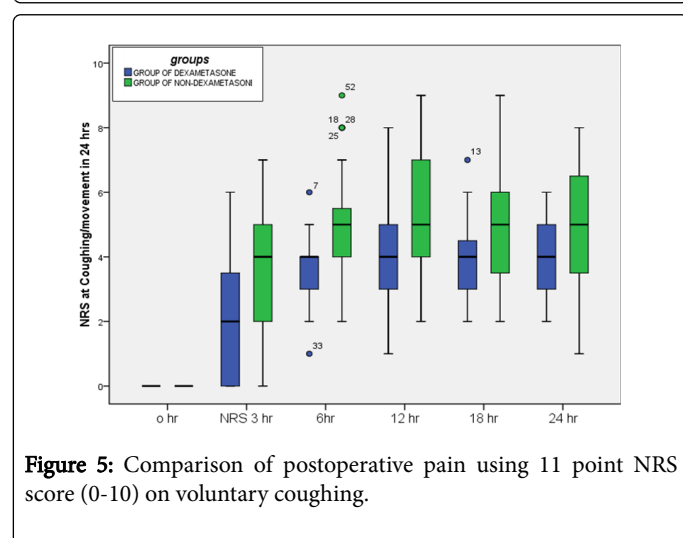 groups
GROUP OF DEXAMETASONE
GROUP OF NON-DEXAMETASONI
NRS at Coughing/movement in 24 hrs
10
8
6
4
2
0
52
18 28
25
7
33
13
o hr NRS 3 hr 6hr 12 hr 18 hr 24 hr
Figure 5: Comparison of postoperative pain using 11 point NRS
score (0-10) on voluntary coughing.